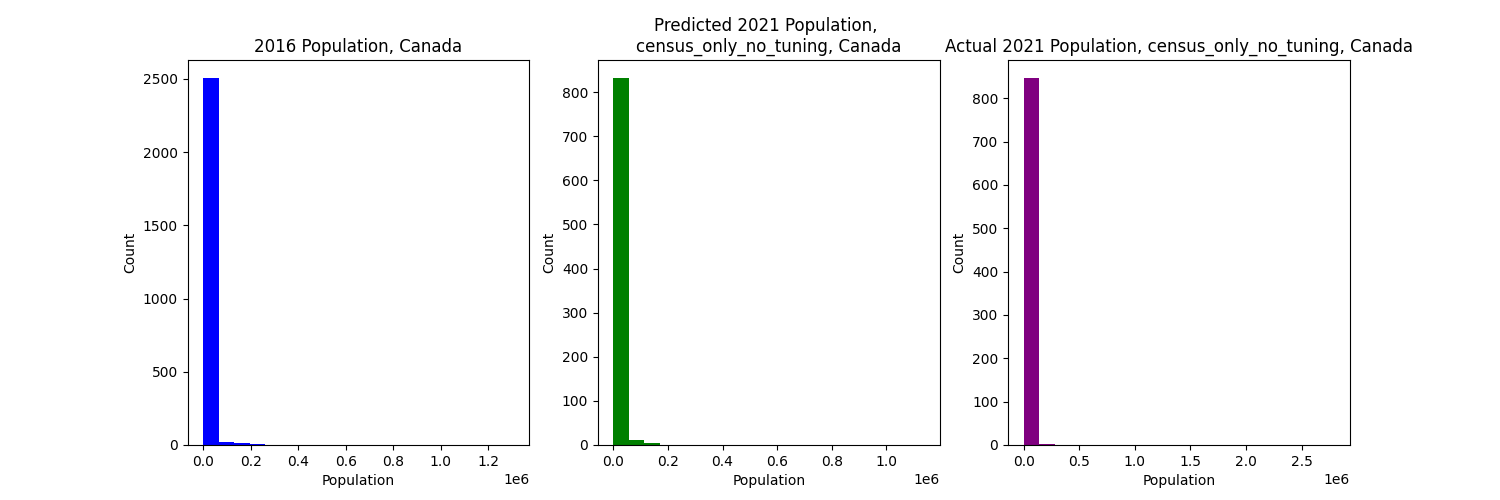 2016 Population, Canada
Count
2500
2000
1500
1000
500
0
0.0 0.2 0.4 0.6 0.8 1.0 1.2
1e6
Population
Predicted 2021 Population,
census_only_no_tuning, Canada
Count
800
700
600
500
400
300
200
100
0
0.0 0.2 0.4 0.6 0.8 1.0
1e6
Population
Actual 2021 Population, census_only_no_tuning, Canada
Count
800
700
600
500
400
300
200
100
0
0.0 0.5 1.0 1.5 2.0 2.5
1e6
Population